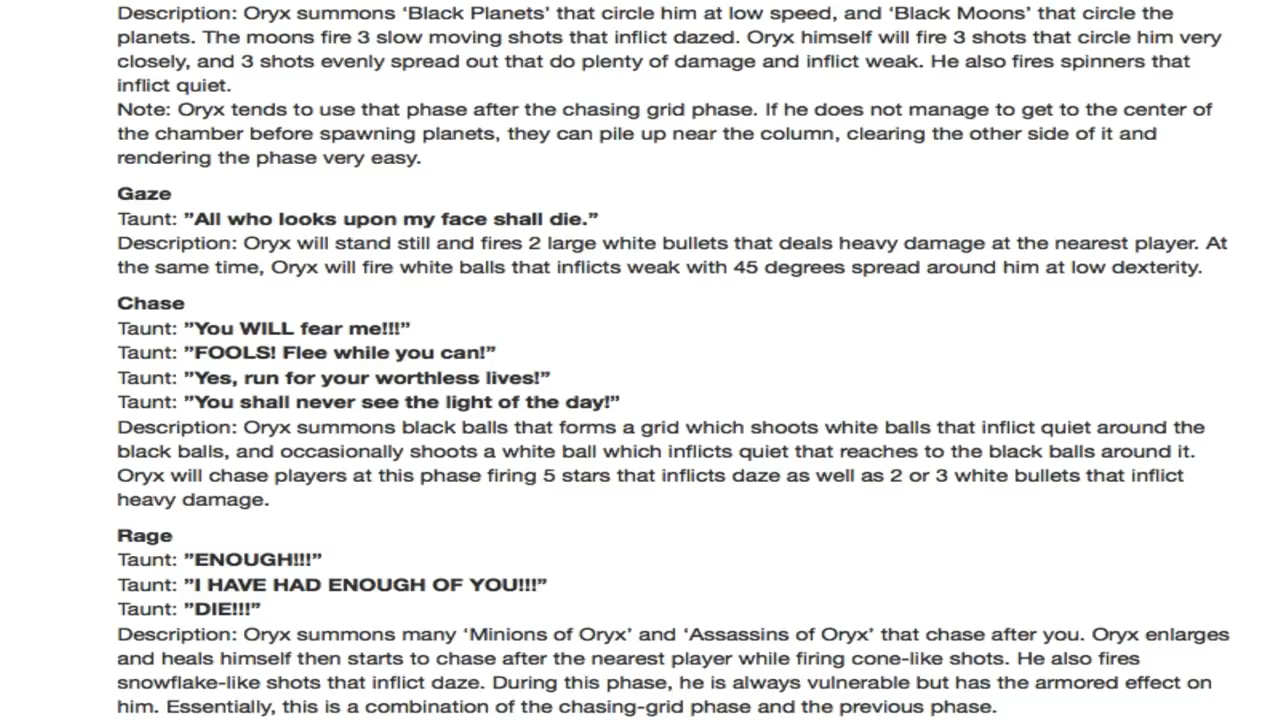 Description: Oryx summons ‘Black Planets’ that circle him at low speed, and ‘Black Moons’ that circle the
planets. The moons fire 3 slow moving shots that inflict dazed. Oryx himself will fire 3 shots that circle him very
closely, and 3 shots evenly spread out that do plenty of damage and inflict weak. He also fires spinners that
inflict quiet.
Note: Oryx tends to use that phase after the chasing grid phase. If he does not manage to get to the center of
the chamber before spawning planets, they can pile up near the column, clearing the other side of it and
rendering the phase very easy.
Gaze
Taunt: ”All who looks upon my face shall die.”
Description: Oryx will stand still and fires 2 large white bullets that deals heavy damage at the nearest player. At
the same time, Oryx will fire white balls that inflicts weak with 45 degrees spread around him at low dexterity.
Chase
Taunt: ”You WILL fear me!!!”
Taunt: ”FOOLS! Flee while you can!”
Taunt: ”Yes, run for your worthless lives!”
Taunt: ”You shall never see the light of the day!”
Description: Oryx summons black balls that forms a grid which shoots white balls that inflict quiet around the
black balls, and occasionally shoots a white ball which inflicts quiet that reaches to the black balls around it.
Oryx will chase players at this phase firing 5 stars that inflicts daze as well as 2 or 3 white bullets that inflict
heavy damage.
Rage
Taunt: ”ENOUGH!!!”
Taunt: ”I HAVE HAD ENOUGH OF YOU!!!”
Taunt: ”DIE!!!”
Description: Oryx summons many ‘Minions of Oryx’ and ‘Assassins of Oryx’ that chase after you. Oryx enlarges
and heals himself then starts to chase after the nearest player while firing cone-like shots. He also fires
snowflake-like shots that inflict daze. During this phase, he is always vulnerable but has the armored effect on
him. Essentially, this is a combination of the chasing-grid phase and the previous phase.